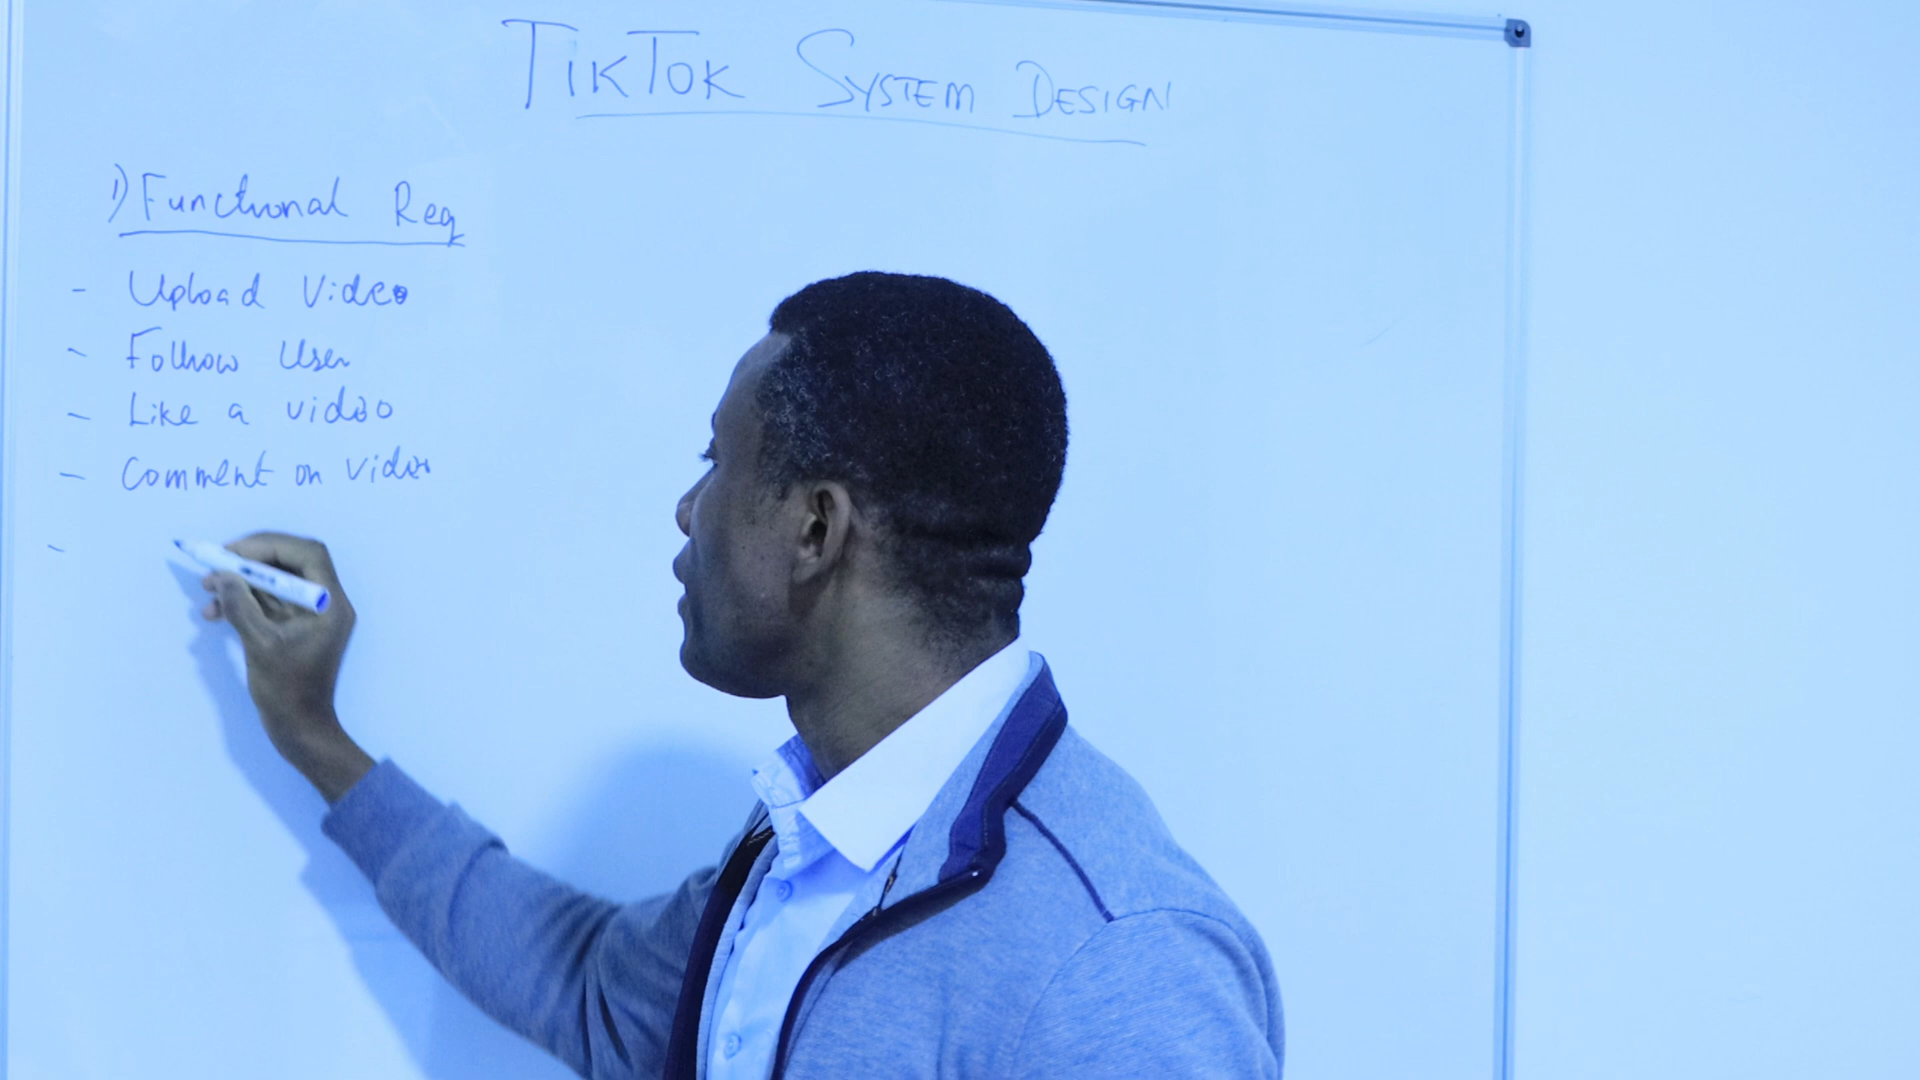 TIKTOK SYSTEM DESIGN
1) Functional Req
- Upload Video
- Follow User
- Like a video
- Comment on video
-